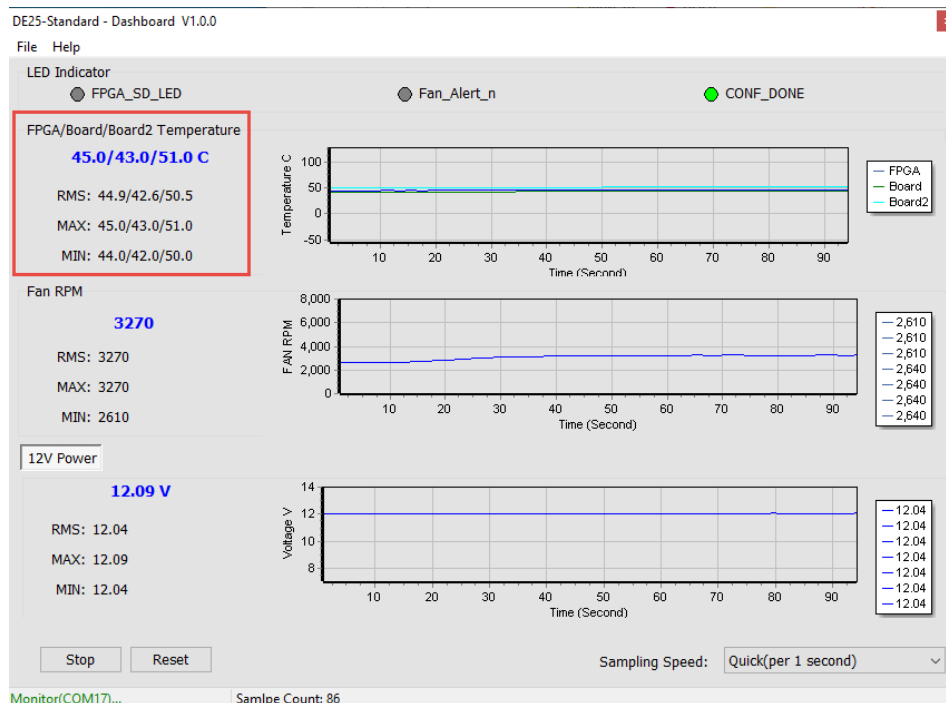 DE25-Standard - Dashboard V1.0.0
File Help
LED Indicator
FPGA_SD_LED Fan_Alert_n CONF_DONE
FPGA/Board/Board2 Temperature
45.0/43.0/51.0 C
RMS: 44.9/42.6/50.5
MAX: 45.0/43.0/51.0
MIN: 44.0/42.0/50.0
Temperature C
100
50
0
-50
10 20 30 40 50 60 70 80 90
Time (Second)
FPGA
Board
Board2
Fan RPM
3270
RMS: 3270
MAX: 3270
MIN: 2610
FAN RPM
8,000
6,000
4,000
2,000
0
10 20 30 40 50 60 70 80 90
Time (Second)
2,610
2,610
2,610
2,640
2,640
2,640
2,640
12V Power
12.09 V
RMS: 12.04
MAX: 12.09
MIN: 12.04
Voltage V
14
12
10
8
10 20 30 40 50 60 70 80 90
Time (Second)
12.04
12.04
12.04
12.04
12.04
12.04
12.04
Stop Reset Sampling Speed: Quick(per 1 second)
Monitor(COM17)... Samlpe Count: 86